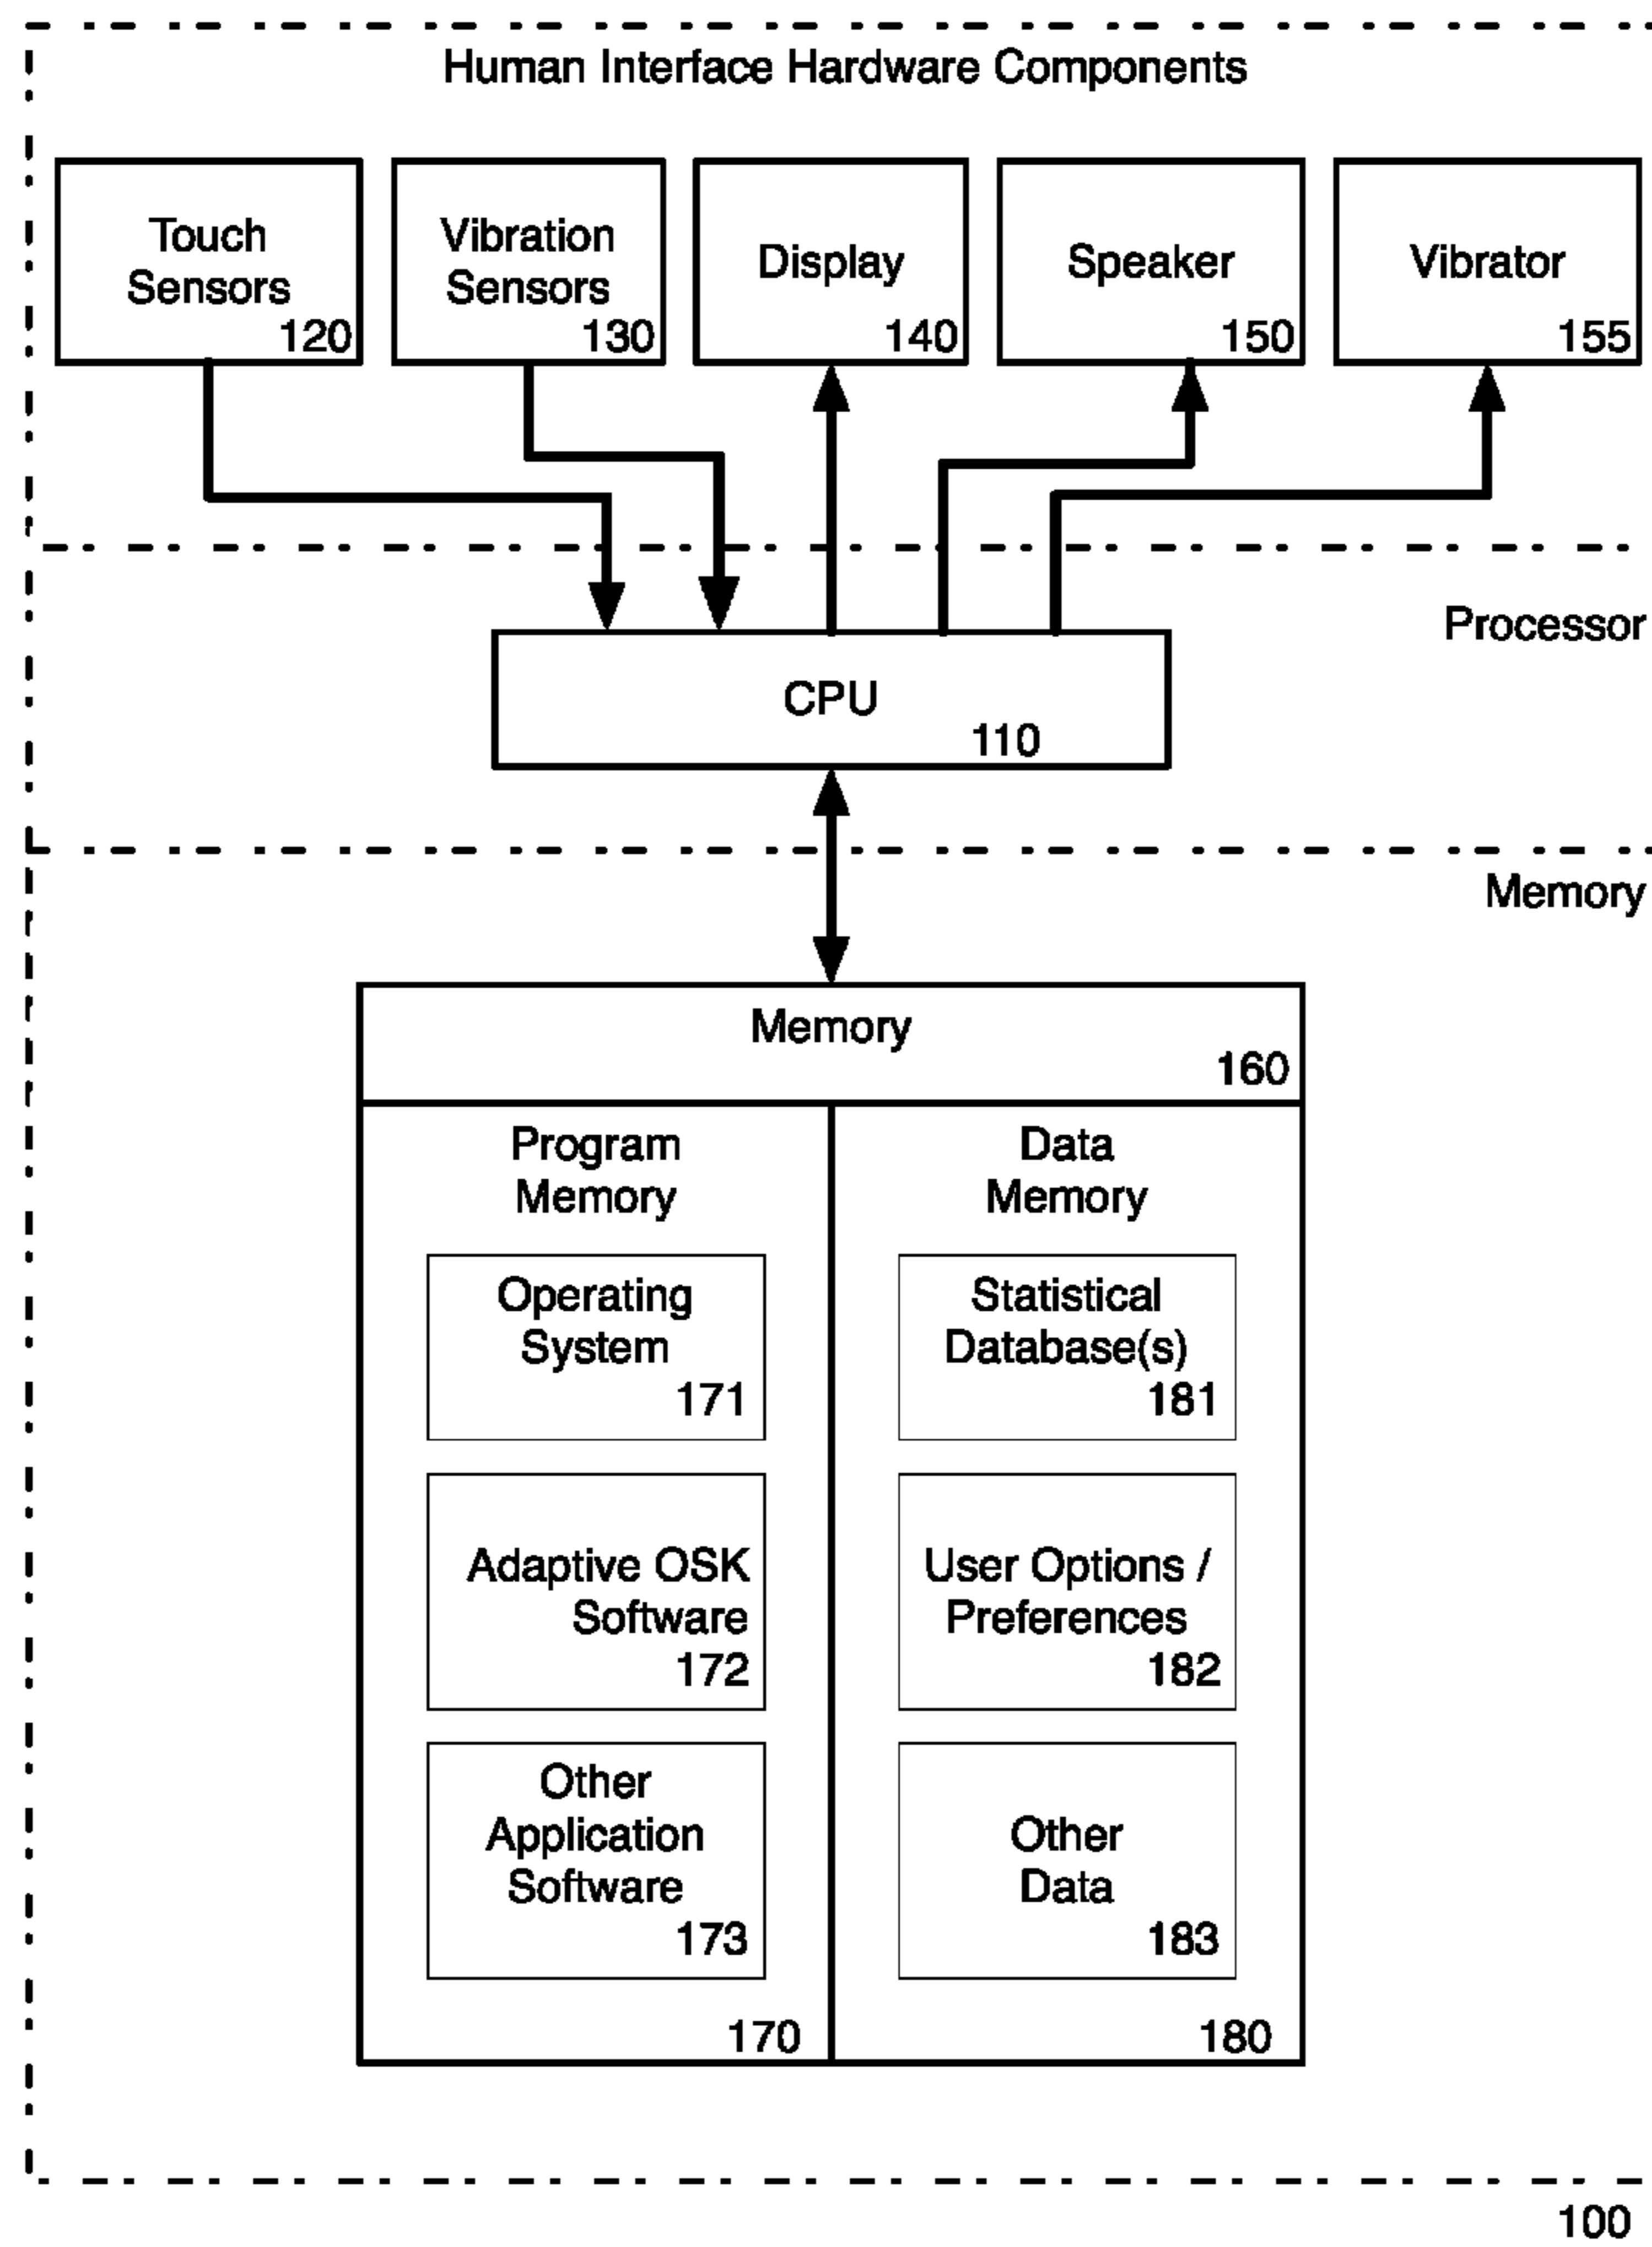 Human Interface Hardware Components
Touch
Sensors
120
Vibration
Sensors
130
Display
140
Speaker
150
Vibrator
155
Processor
CPU
110
Memory
Memory
160
Program
Memory
Operating
System
171
Adaptive OSK
Software
172
Other
Application
Software
173
170
Data
Memory
Statistical
Database(s)
181
User Options /
Preferences
182
Other
Data
183
180
100